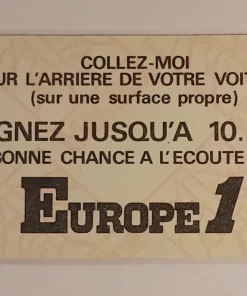 COLLEZ-MOI
UR L'ARRIERE DE VOTRE VOIT
(sur une surface propre)
GNEZ JUSQU'A 10.
BONNE CHANCE A L'ECOUTE
EUROPE 1